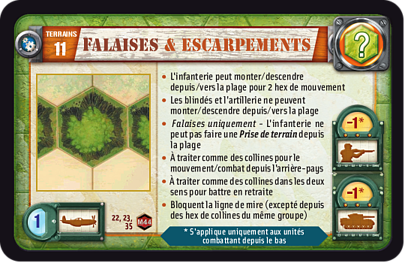 TERRAINS
11
FALAISES & ESCARPEMENTS
?
L'infanterie peut monter/descendre
depuis/vers la plage pour 2 hex de mouvement
Les blindés et l'artillerie ne peuvent
monter/descendre depuis/vers la plage
Falaises uniquement - L'infanterie ne
peut pas faire une Prise de terrain depuis
la plage
À traiter comme des collines pour le
mouvement/combat depuis l'arrière-pays
À traiter comme des collines dans les deux
sens pour battre en retraite
Bloquent la ligne de mire (excepté depuis
des hex de collines du même groupe)
-1*
-1*
1
22, 23,
35
M44
* S'applique uniquement aux unités
combattant depuis le bas